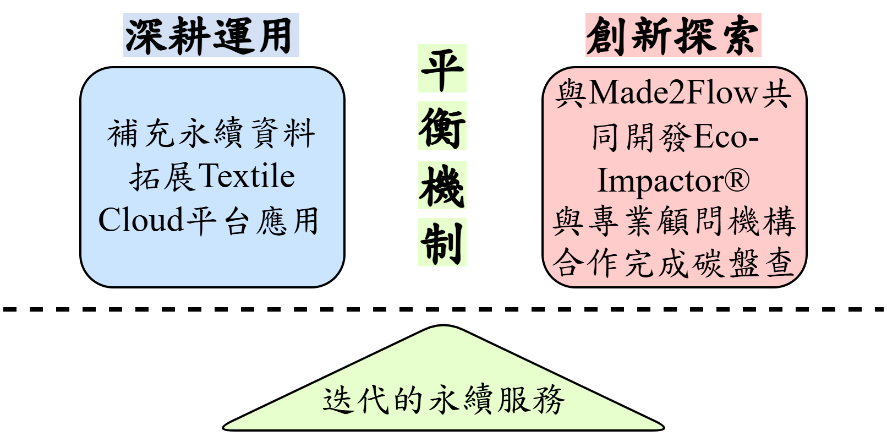 深耕運用
補充永續資料
拓展Textile
Cloud平台應用
平
衡
機
制
創新探索
與Made2Flow共
同開發Eco-
Impactor®
與專業顧問機構
合作完成碳盤查
迭代的永續服務